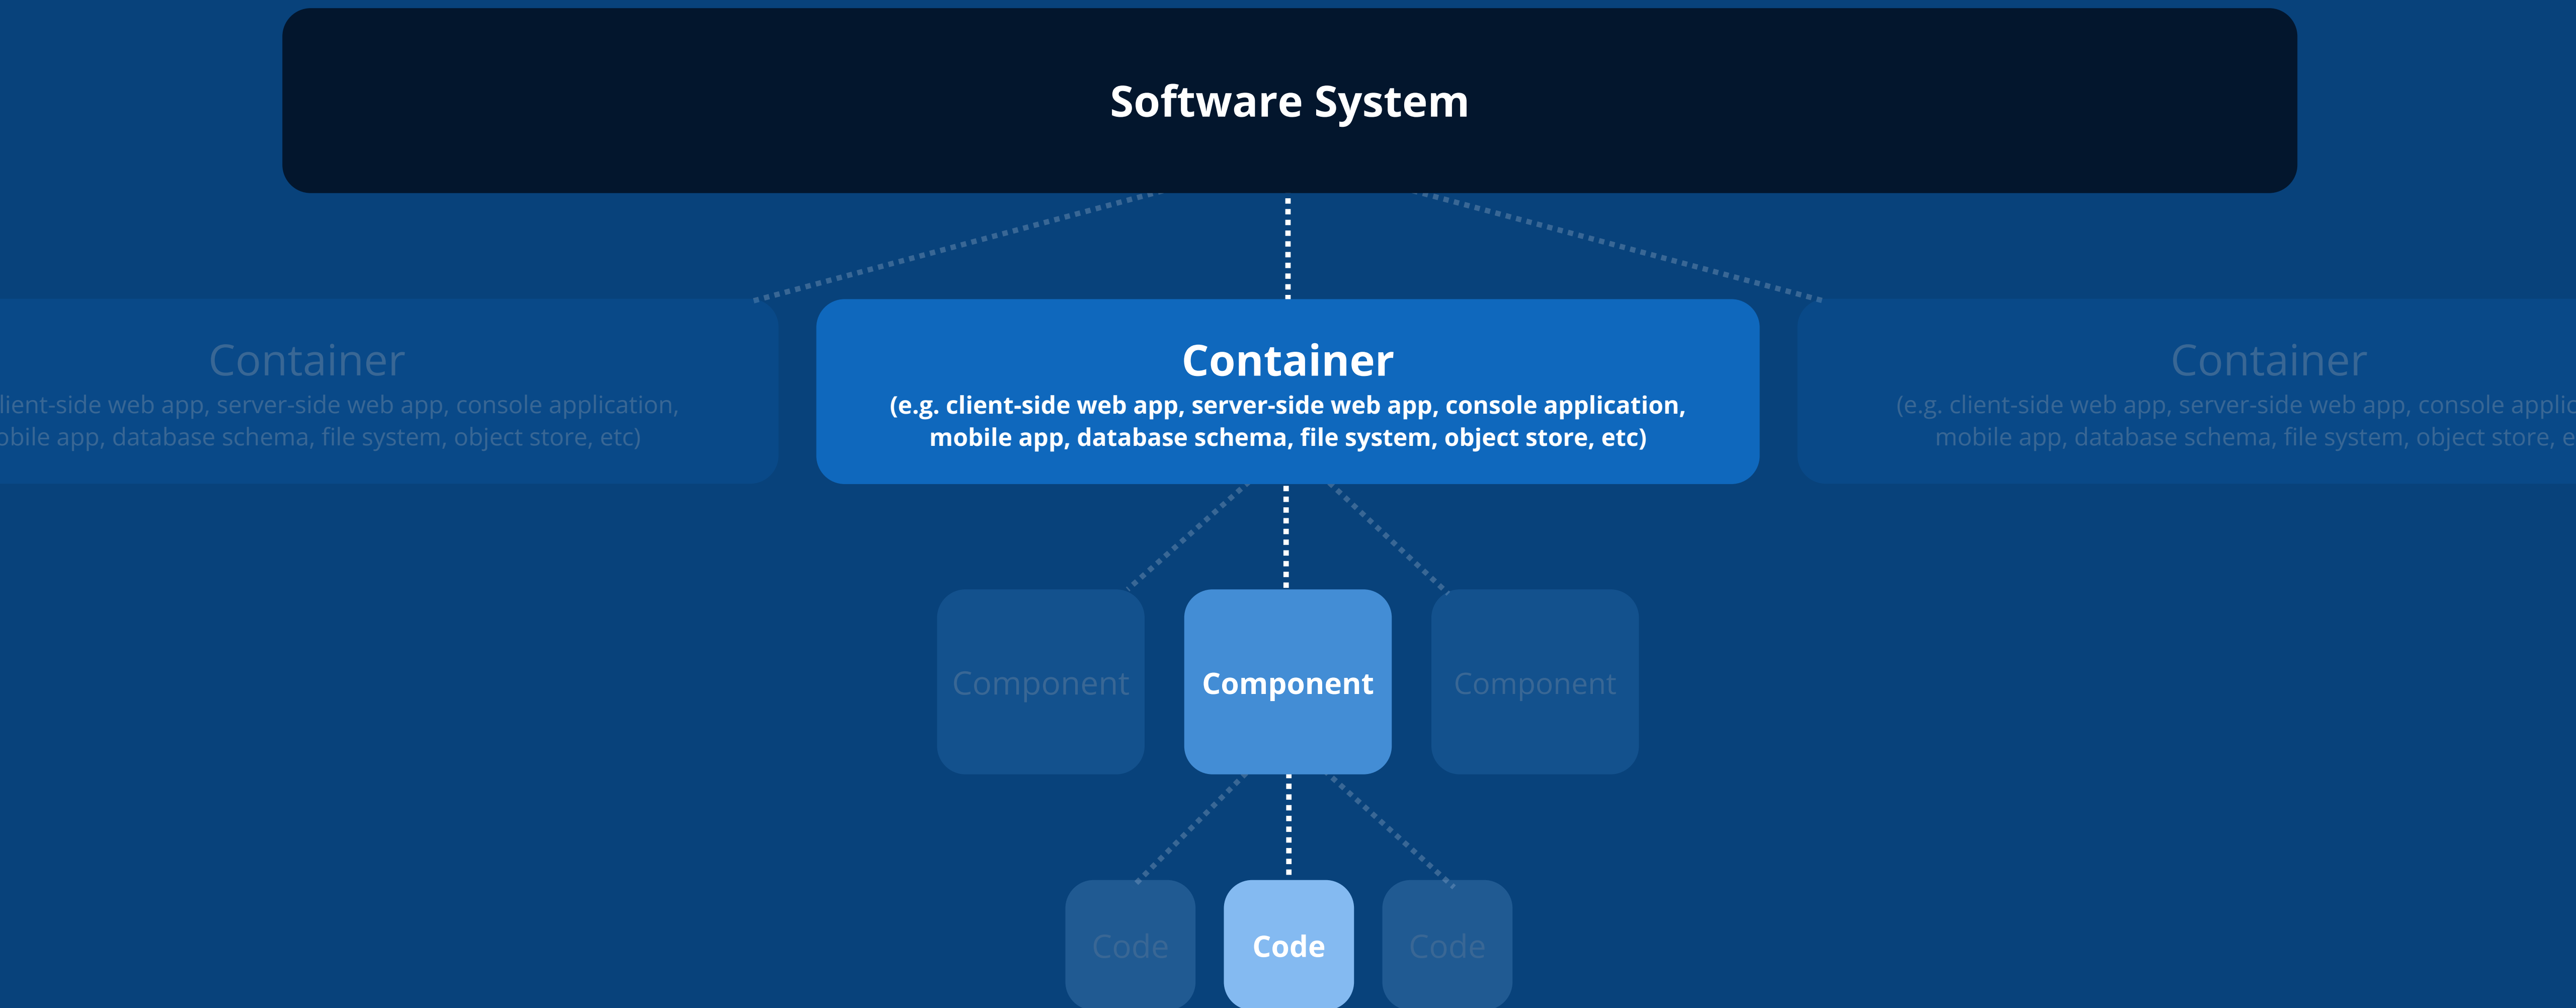 Software System
Container
lient-side web app, server-side web app, console application,
obile app, database schema, file system, object store, etc)
Container
(e.g. client-side web app, server-side web app, console application,
mobile app, database schema, file system, object store, etc)
Container
(e.g. client-side web app, server-side web app, console applic
mobile app, database schema, file system, object store, e
Component
Component
Component
Code
Code
Code